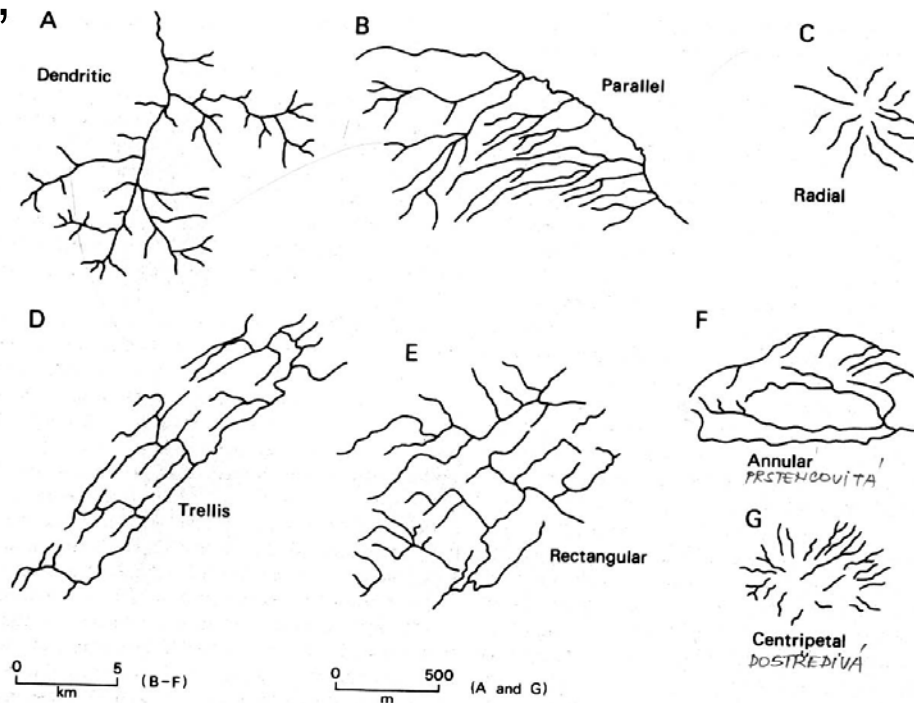 ,
A
Dendritic
B
Parallel
C
Radial
D
Trellis
E
Rectangular
F
Annular
PRSTENCOVITÁ
G
Centripetal
DOSTŘEDIVÁ
0 5
km
(B–F)
0 500
m
(A and G)